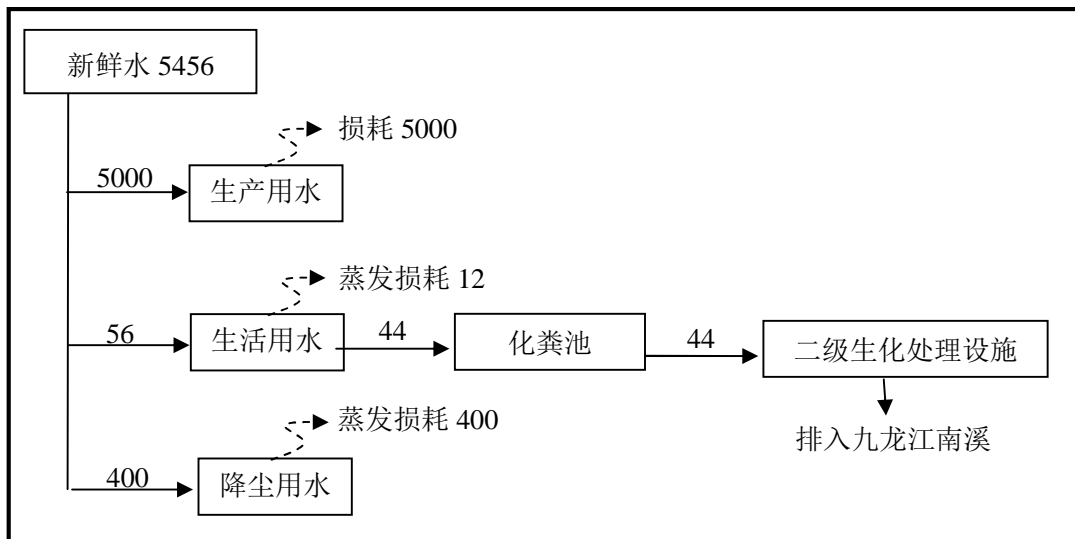 新鲜水 5456
损耗 5000
5000
生产用水
蒸发损耗 12
56
生活用水
44
化粪池
44
二级生化处理设施
排入九龙江南溪
蒸发损耗 400
400
降尘用水